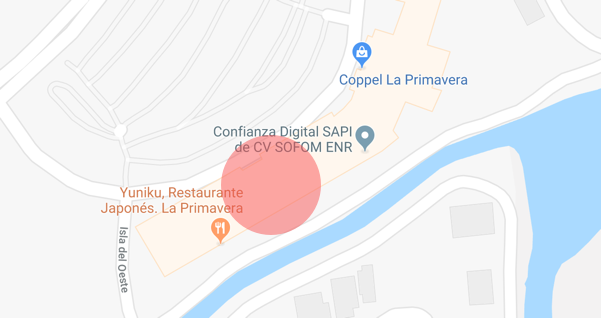 Coppel La Primavera
Confianza Digital SAPI
de CV SOFOM ENR
Yuniku, Restaurante
Japonés. La Primavera
Isla del Oeste